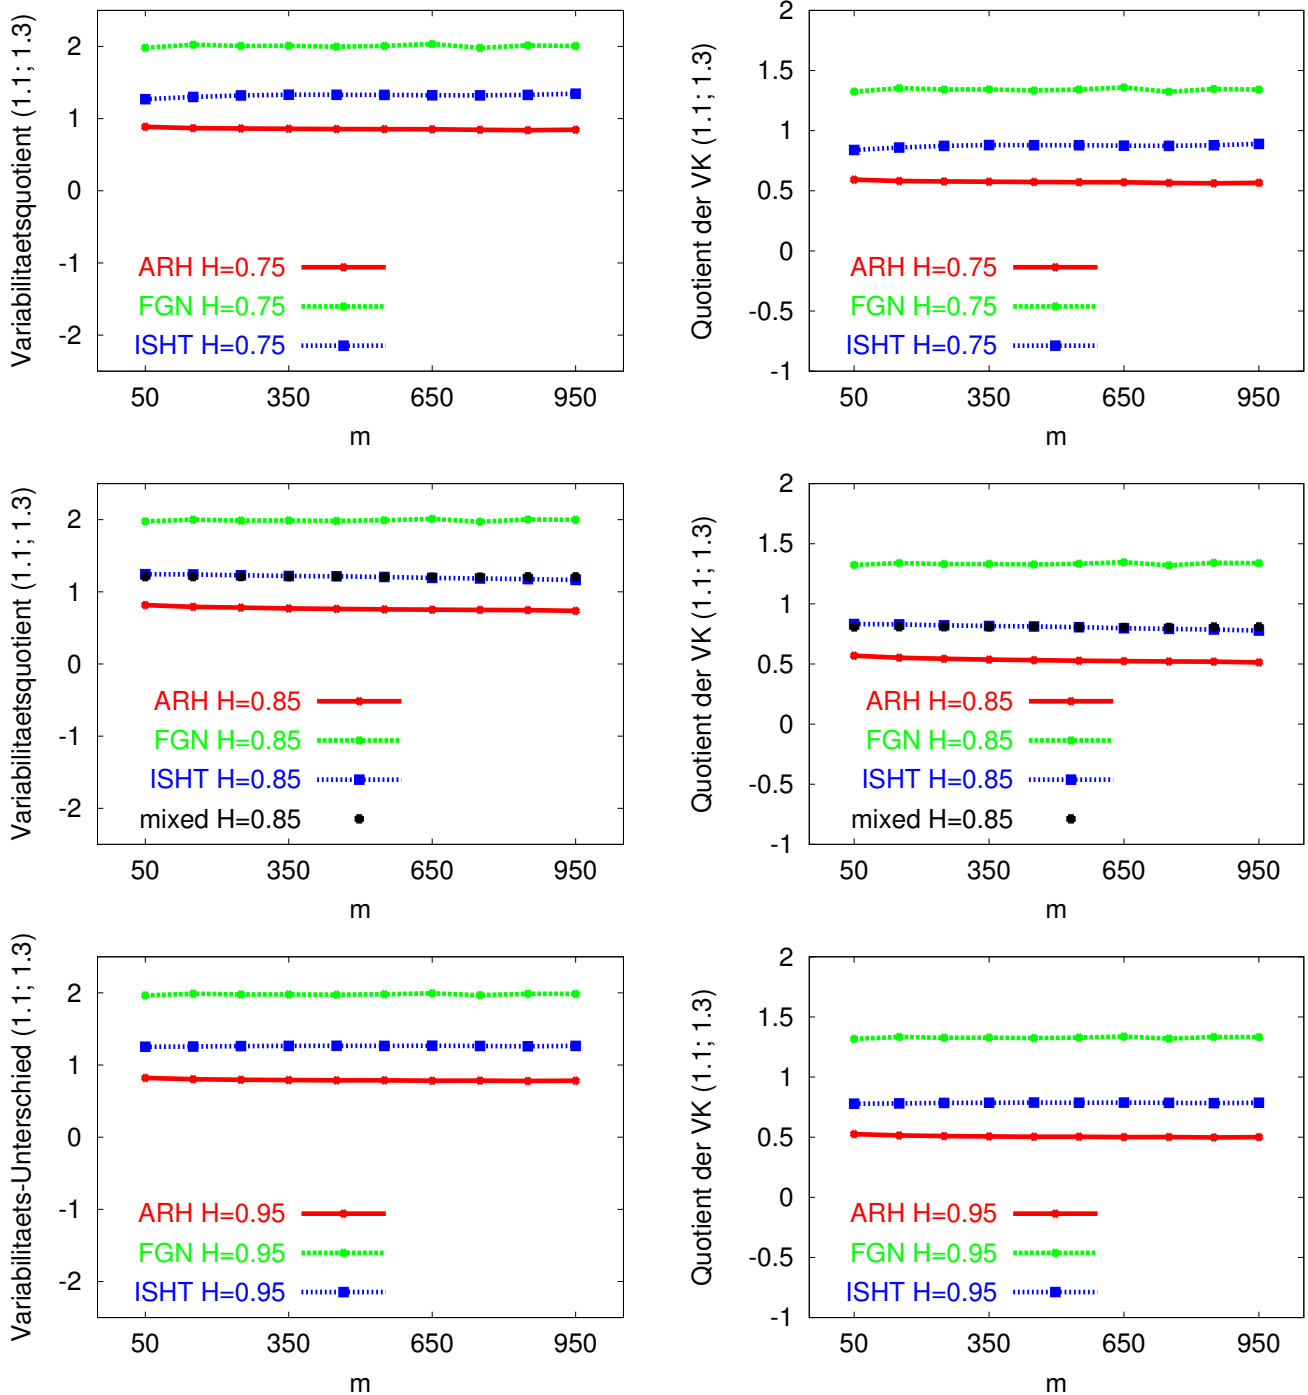 Variabilitaetsquotient (1.1; 1.3)
2
1
0
-1
-2
ARH H=0.75
FGN H=0.75
ISHT H=0.75
50 350 650 950
m
Quotient der VK (1.1; 1.3)
2
1.5
1
0.5
0
-0.5
-1
ARH H=0.75
FGN H=0.75
ISHT H=0.75
50 350 650 950
m
Variabilitaetsquotient (1.1; 1.3)
2
1
0
-1
-2
ARH H=0.85
FGN H=0.85
ISHT H=0.85
mixed H=0.85
50 350 650 950
m
Quotient der VK (1.1; 1.3)
2
1.5
1
0.5
0
-0.5
-1
ARH H=0.85
FGN H=0.85
ISHT H=0.85
mixed H=0.85
50 350 650 950
m
Variabilitaets-Unterschied (1.1; 1.3)
2
1
0
-1
-2
ARH H=0.95
FGN H=0.95
ISHT H=0.95
50 350 650 950
m
Quotient der VK (1.1; 1.3)
2
1.5
1
0.5
0
-0.5
-1
ARH H=0.95
FGN H=0.95
ISHT H=0.95
50 350 650 950
m